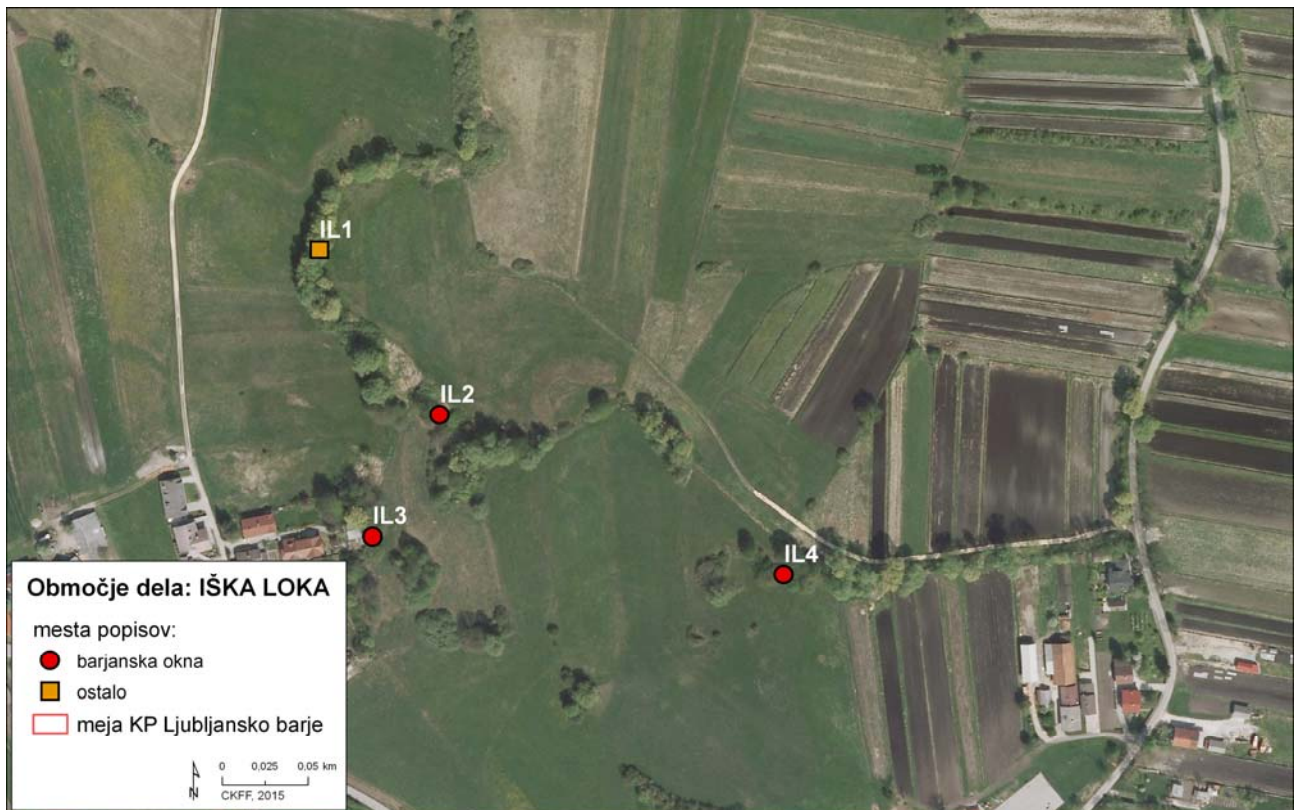 IL1
IL2
IL3
IL4
Območje dela: IŠKA LOKA
mesta popisov:
barjanska okna
ostalo
meja KP Ljubljansko barje
0 0,025 0,05 km
N
CKFF, 2015